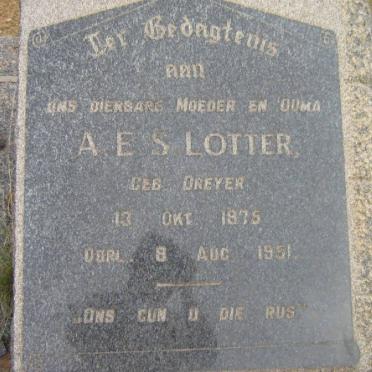 Ter Gedagtenis
aan
ONS DIERBARE MOEDER EN OUMA
A. E. S. LOTTER,
GEB. DREYER
13 OKT. 1875
OORL. 8 AUG. 1951.
„ONS GUN U DIE RUS"